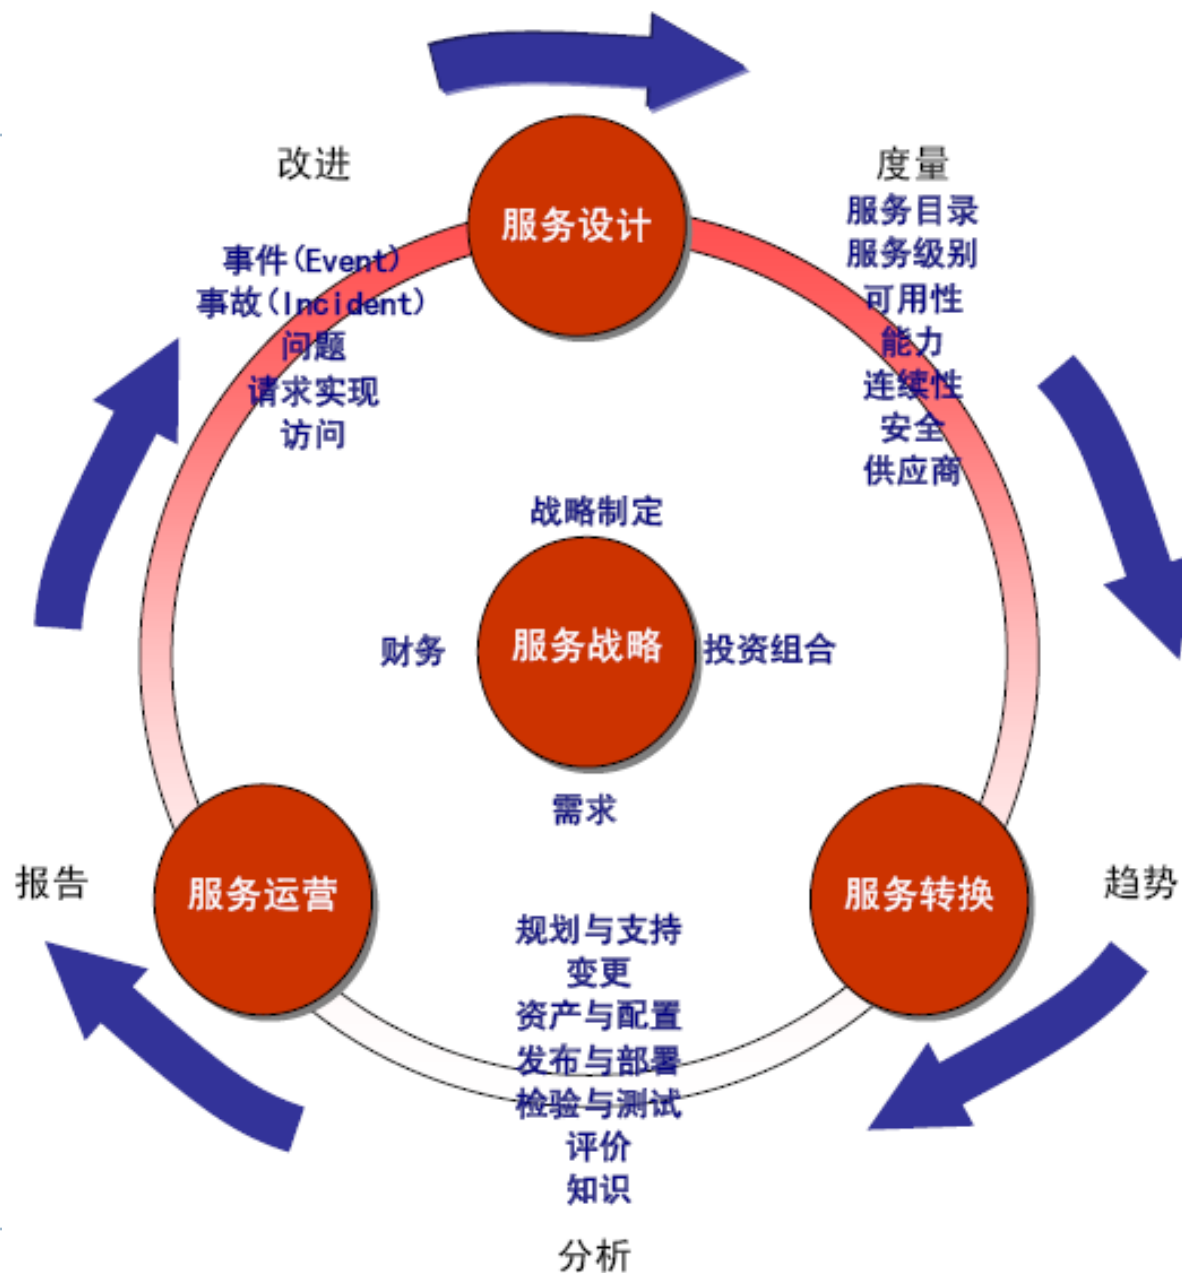 改进
度量
服务设计
服务目录
服务级别
可用性
能力
连续性
安全
供应商
事件(Event)
事故(Incident)
问题
请求实现
访问
战略制定
财务
服务战略
投资组合
需求
报告
服务运营
服务转换
趋势
规划与支持
变更
资产与配置
发布与部署
检验与测试
评价
知识
分析